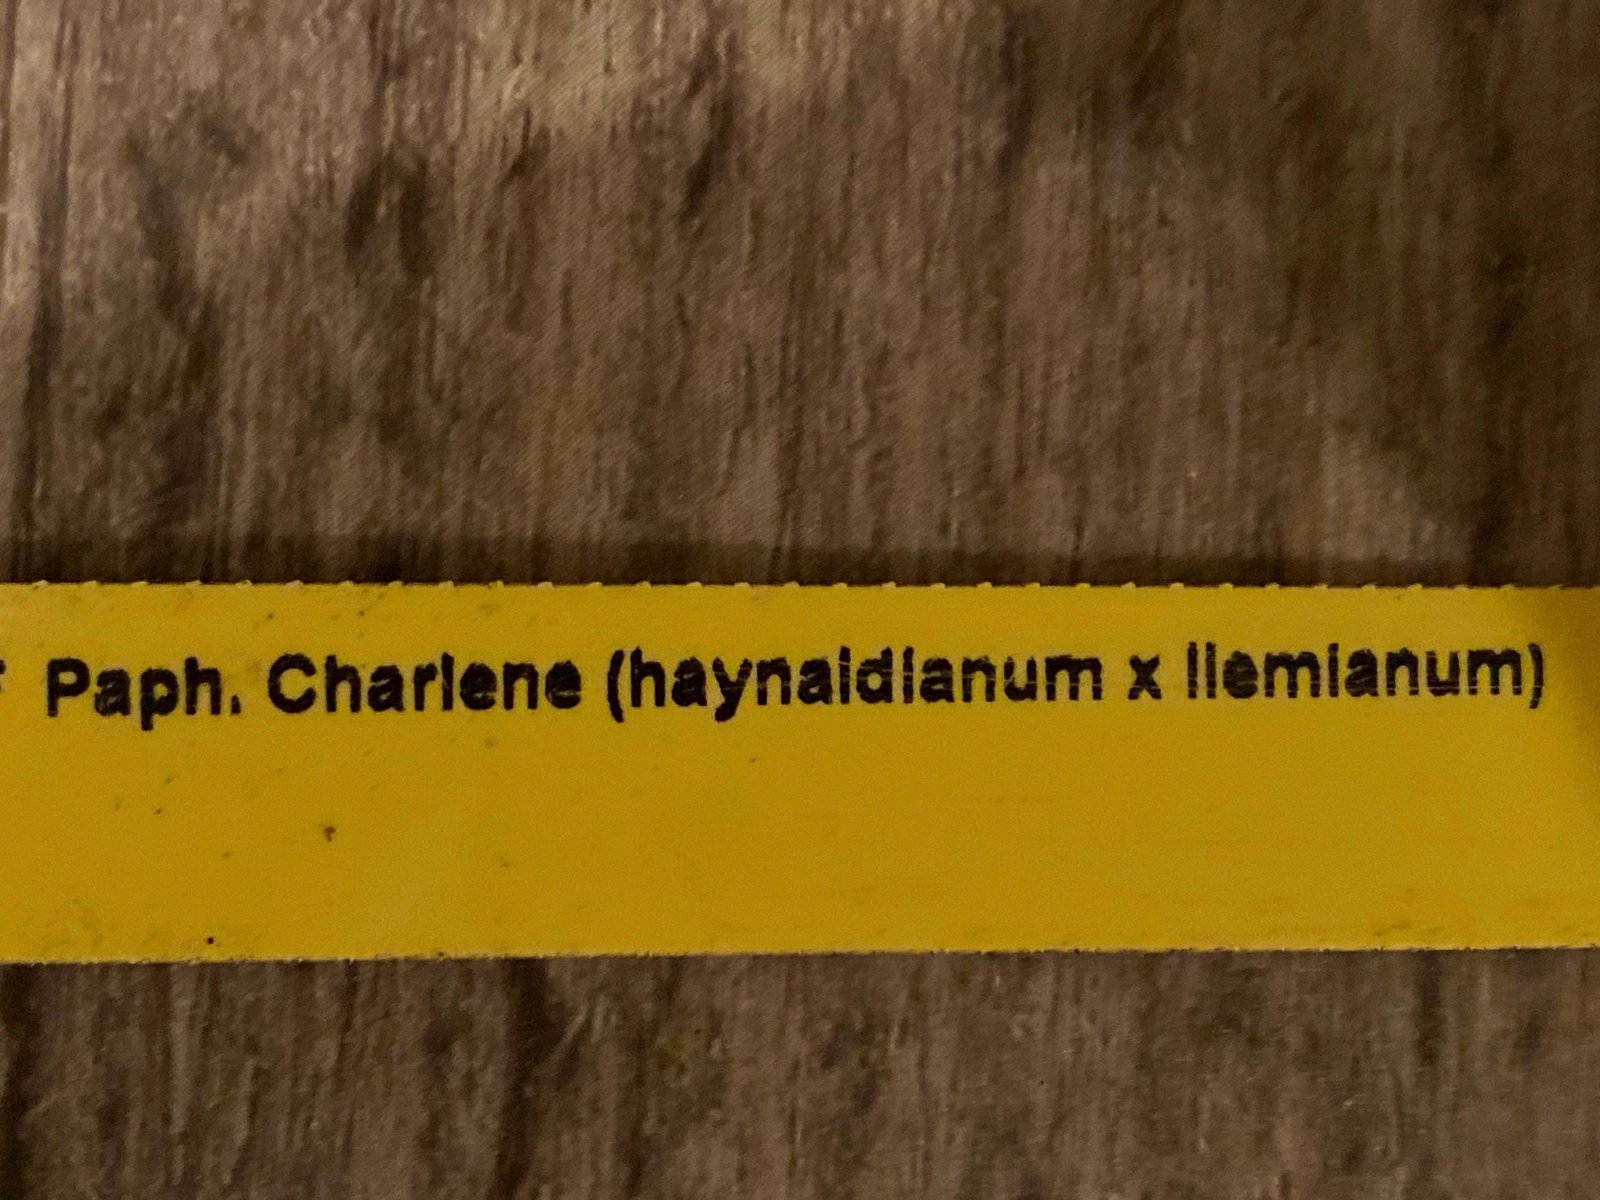 Paph. Charlene (haynaldianum x liemianum)